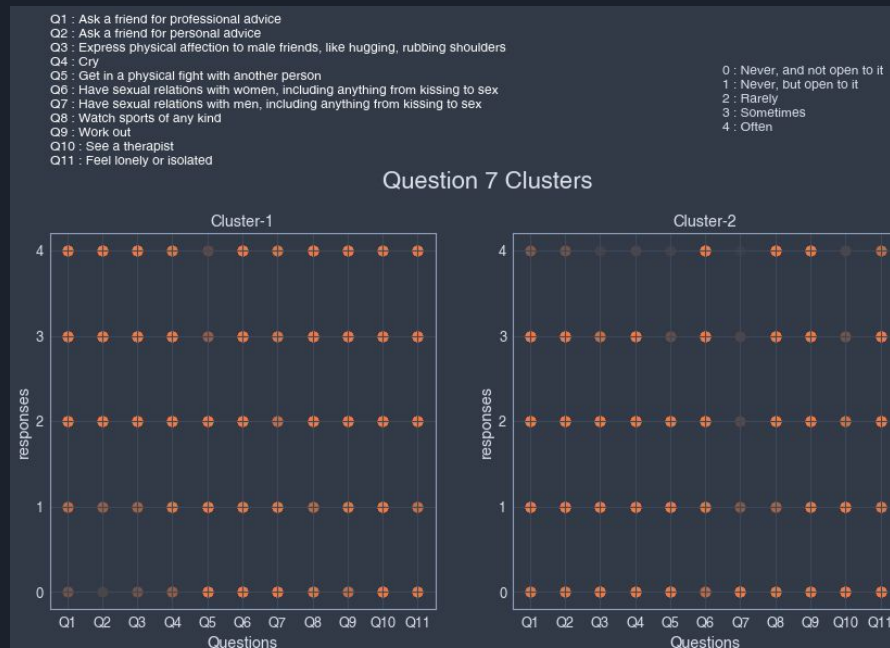 Q1 : Ask a friend for professional advice
Q2 : Ask a friend for personal advice
Q3 : Express physical affection to male friends, like hugging, rubbing shoulders
Q4 : Cry
Q5 : Get in a physical fight with another person
Q6 : Have sexual relations with women, including anything from kissing to sex
Q7 : Have sexual relations with men, including anything from kissing to sex
Q8 : Watch sports of any kind
Q9 : Work out
Q10 : See a therapist
Q11 : Feel lonely or isolated
0 : Never, and not open to it
1 : Never, but open to it
2 : Rarely
3 : Sometimes
4 : Often
Question 7 Clusters
Cluster-1
4
3
2
1
0
responses
Q1 Q2 Q3 Q4 Q5 Q6 Q7 Q8 Q9 Q10 Q11
Questions
Cluster-2
4
3
2
1
0
responses
Q1 Q2 Q3 Q4 Q5 Q6 Q7 Q8 Q9 Q10 Q11
Questions